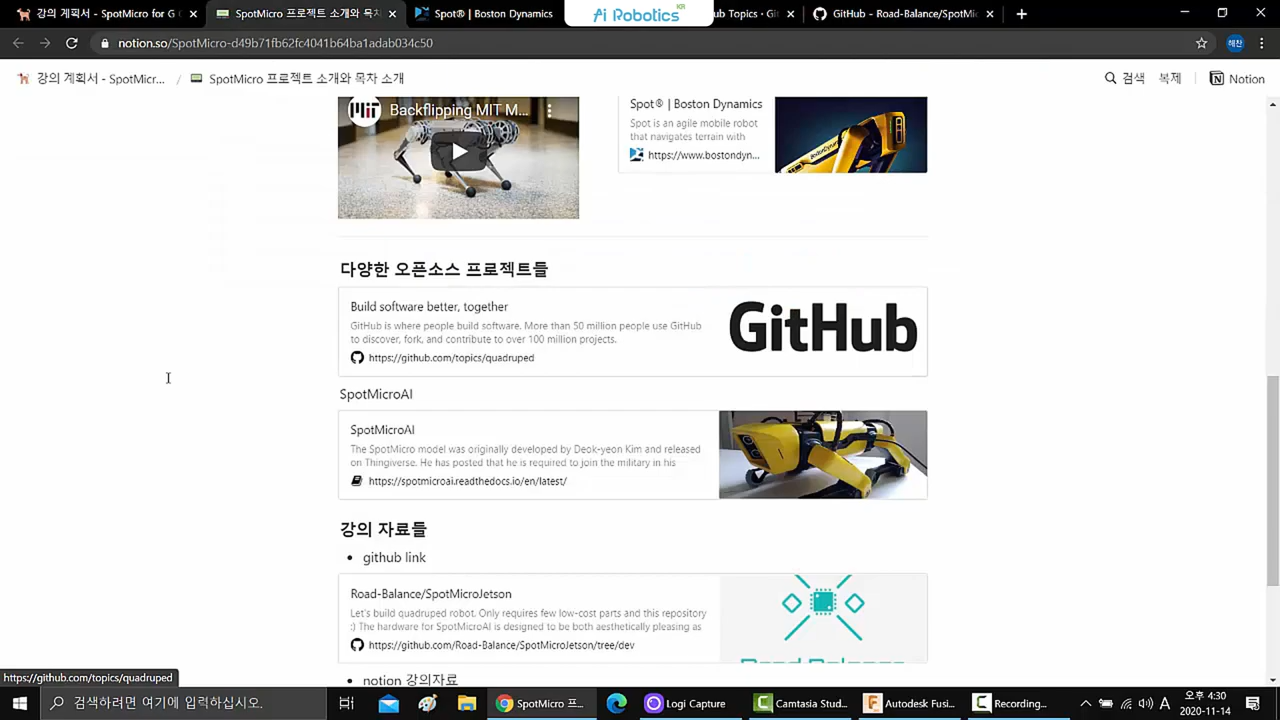 강의 계획서 - SpotMicro for G
SpotMicro 프로젝트 소개와 목차
Spot® | Boston Dynamics
Ai Robotics KR
ub Topics · Git
GitHub - Road-Balance/SpotMic
notion.so/SpotMicro-d49b71fb62fc4041b64ba1adab034c50
혜찬
강의 계획서 - SpotMicr... / SpotMicro 프로젝트 소개와 목차 소개
검색 복제 Notion
MIT Backflipping MIT M...
Spot® | Boston Dynamics
Spot is an agile mobile robot
that navigates terrain with
https://www.bostondyn...
다양한 오픈소스 프로젝트들
Build software better, together
GitHub is where people build software. More than 50 million people use GitHub
to discover, fork, and contribute to over 100 million projects.
https://github.com/topics/quadruped
GitHub
SpotMicroAI
SpotMicroAI
The SpotMicro model was originally developed by Deok-yeon Kim and released
on Thingiverse. He has posted that he is required to join the military in his
https://spotmicroai.readthedocs.io/en/latest/
강의 자료들
• github link
Road-Balance/SpotMicroJetson
Let's build quadruped robot. Only requires few low-cost parts and this repository
:) The hardware for SpotMicroAI is designed to be both aesthetically pleasing as
https://github.com/Road-Balance/SpotMicroJetson/tree/dev
Road Balance
• notion 강의자료
https://github.com/topics/quadruped
검색하려면 여기에 입력하십시오.
SpotMicro 프...
Logi Capture
Camtasia Stud...
Autodesk Fusi...
Recording...
A
오후 4:30
2020-11-14